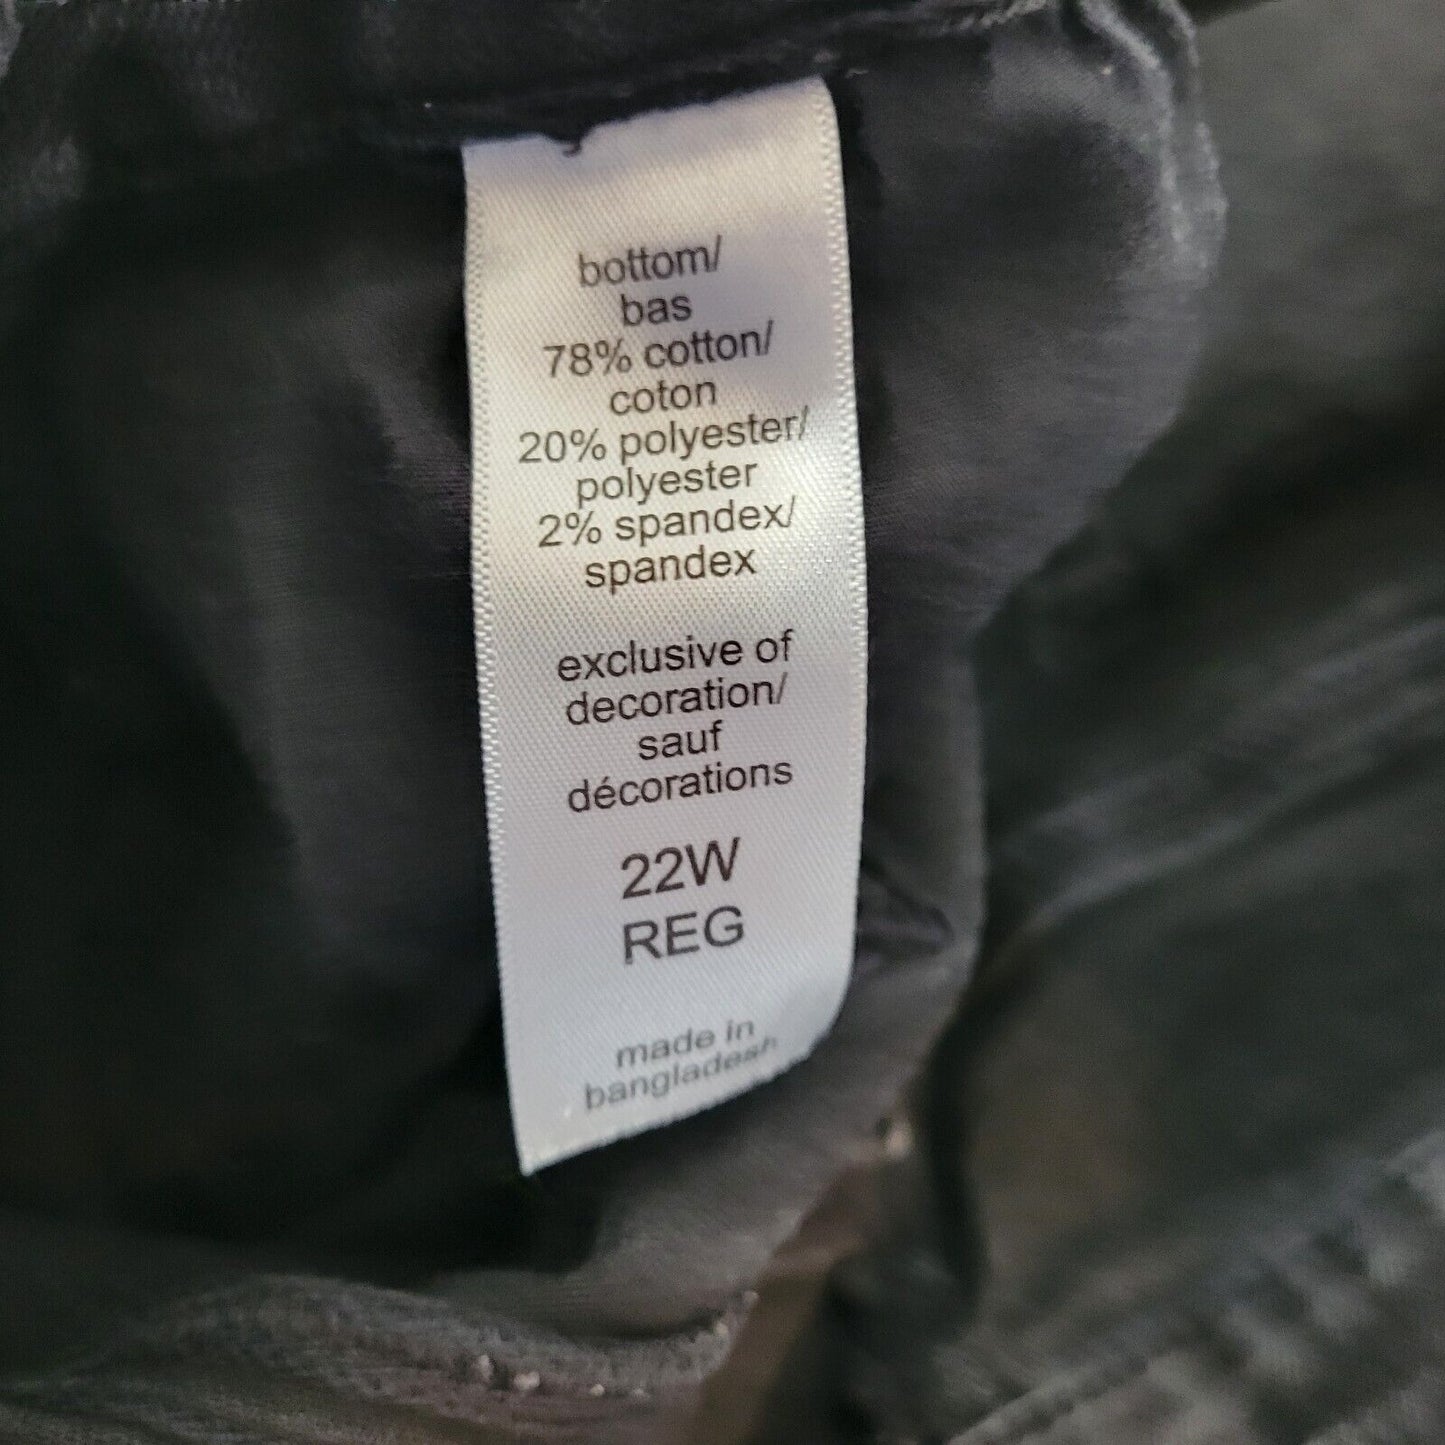 bottom/
bas
78% cotton/
coton
20% polyester/
polyester
2% spandex/
spandex
exclusive of
decoration/
sauf
décorations
22W
REG
made in
bangladesh